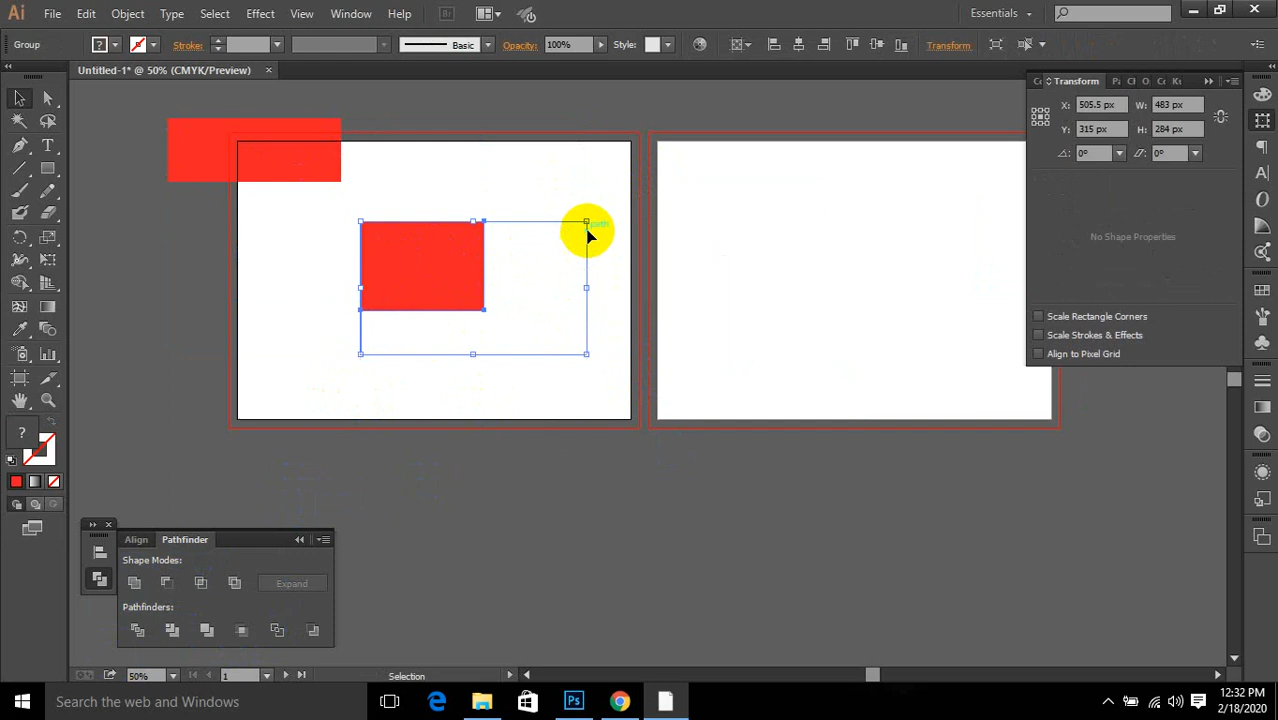 Ai File Edit Object Type Select Effect View Window Help Br Essentials
Group ? Stroke: Basic Opacity: 100% Style: Transform
Untitled-1* @ 50% (CMYK/Preview) ×
Transform
X: 505.5 px W: 483 px
Y: 315 px H: 284 px
0° 0°
path
No Shape Properties
Scale Rectangle Corners
Scale Strokes & Effects
Align to Pixel Grid
?
Align Pathfinder
Shape Modes:
Expand
Pathfinders:
50% 1 Selection
Search the web and Windows
Ps
12:32 PM
2/18/2020